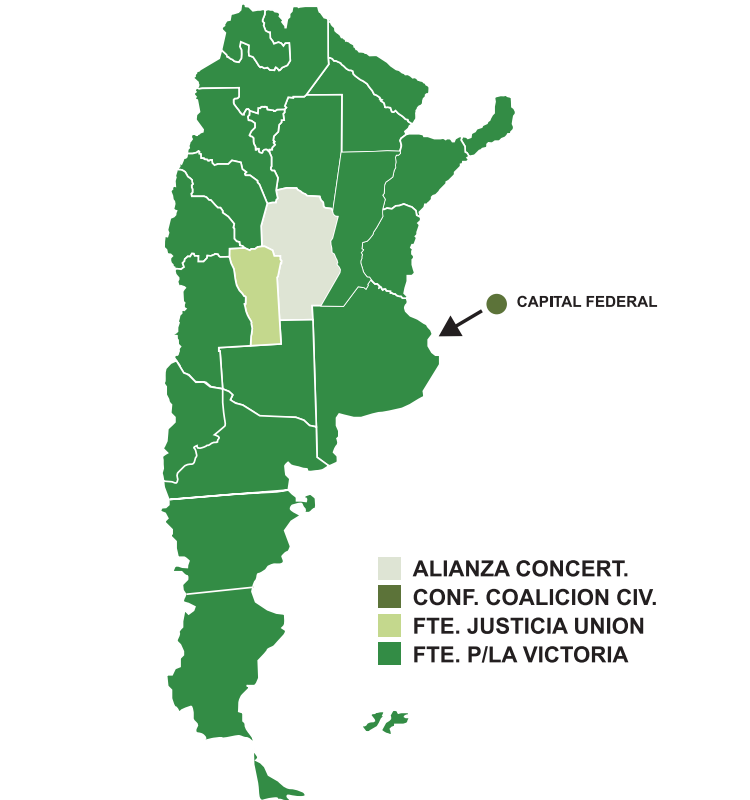 CAPITAL FEDERAL
ALIANZA CONCERT.
CONF. COALICION CIV.
FTE. JUSTICIA UNION
FTE. P/LA VICTORIA